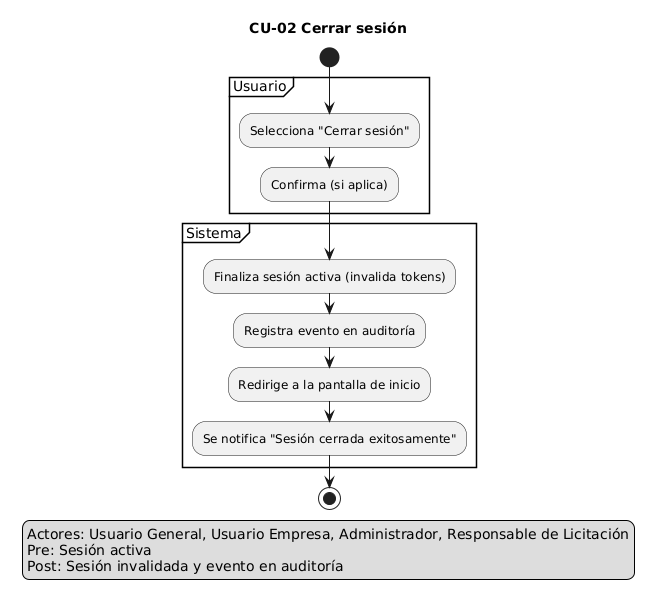 CU-02 Cerrar sesión
Usuario
Selecciona "Cerrar sesión"
Confirma (si aplica)
Sistema
Finaliza sesión activa (invalida tokens)
Registra evento en auditoría
Redirige a la pantalla de inicio
Se notifica "Sesión cerrada exitosamente"
Actores: Usuario General, Usuario Empresa, Administrador, Responsable de Licitación
Pre: Sesión activa
Post: Sesión invalidada y evento en auditoría